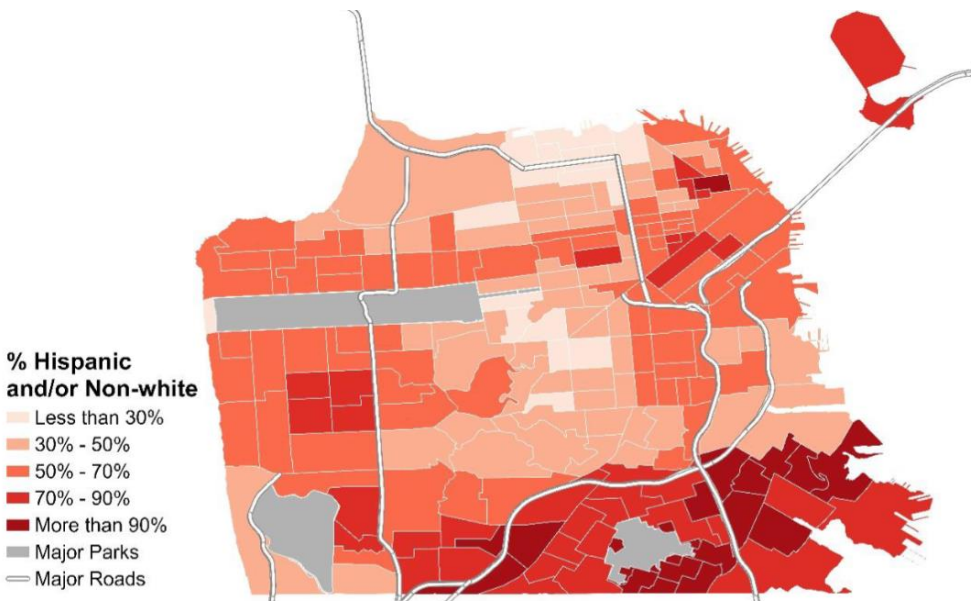 % Hispanic
and/or Non-white
Less than 30%
30% - 50%
50% - 70%
70% - 90%
More than 90%
Major Parks
Major Roads